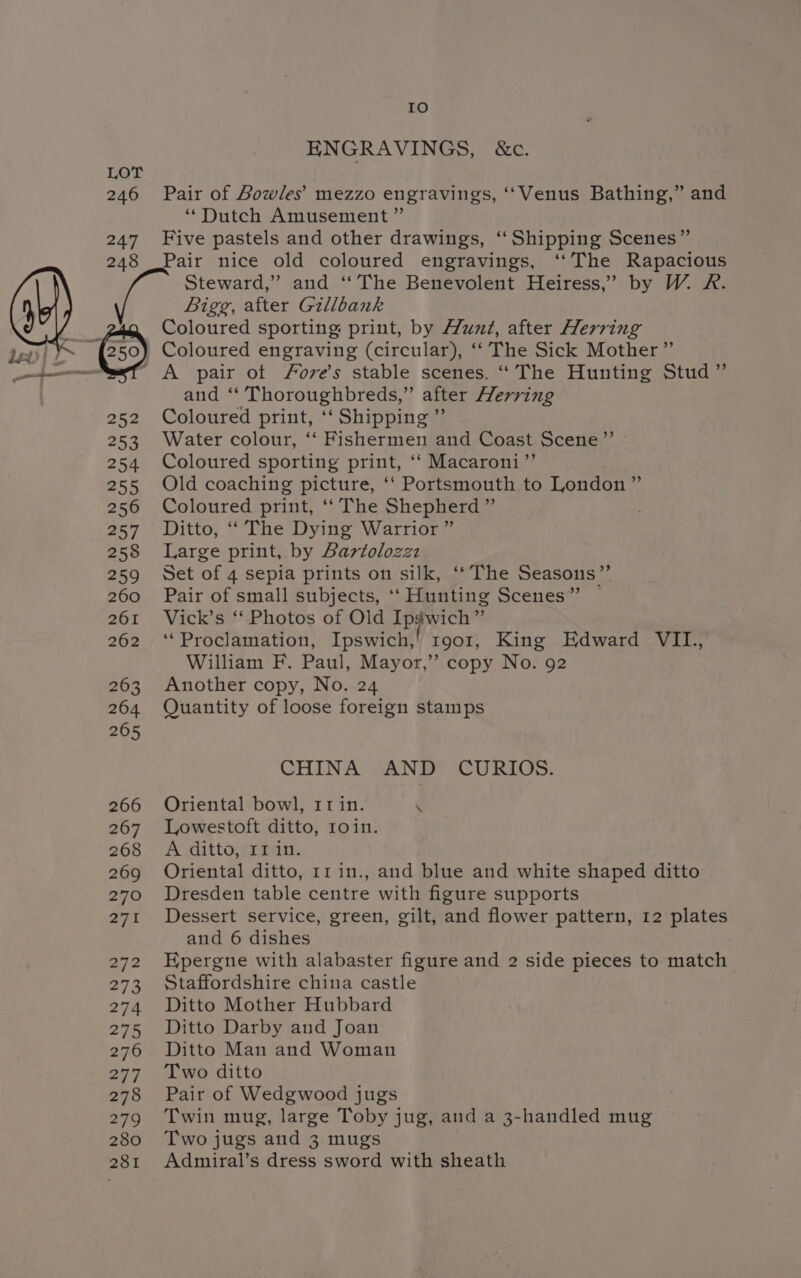 10
ENGRAVINGS, &c.
LOT
246 Pair of Bowles' mezzo engravings, “Venus Bathing,” and
“Dutch Amusement”
247 Five pastels and other drawings, “Shipping Scenes”
248 Pair nice old coloured engravings, “The Rapacious
Steward,” and “The Benevolent Heiress,” by W. R.
Bigg, after Gillbank
249 Coloured sporting print, by Hunt, after Herring
250 Coloured engraving (circular), “The Sick Mother”
251 A pair of Fore's stable scenes, “The Hunting Stud”
and “Thoroughbreds,” after Herring
252 Coloured print, “Shipping”
253 Water colour, “Fishermen and Coast Scene”
254 Coloured sporting print, “Macaroni”
255 Old coaching picture, “Portsmouth to London”
256 Coloured print, “The Shepherd”
257 Ditto, “The Dying Warrior”
258 Large print, by Bartolozzi
259 Set of 4 sepia prints on silk, “The Seasons”
260 Pair of small subjects, “Hunting Scenes”
261 Vick's “Photos of Old Ipswich”
262 “Proclamation, Ipswich, 1901, King Edward VII.,
William F. Paul, Mayor,” copy No. 92
263 Another copy, No. 24
264 Quantity of loose foreign stamps
265
CHINA AND CURIOS.
266 Oriental bowl, 11in.
267 Lowestoft ditto, 10in.
268 A ditto, 11in.
269 Oriental ditto, 11in., and blue and white shaped ditto
270 Dresden table centre with figure supports
271 Dessert service, green, gilt, and flower pattern, 12 plates
and 6 dishes
272 Epergne with alabaster figure and 2 side pieces to match
273 Staffordshire china castle
274 Ditto Mother Hubbard
275 Ditto Darby and Joan
276 Ditto Man and Woman
277 Two ditto
278 Pair of Wedgwood jugs
279 Twin mug, large Toby jug, and a 3-handled mug
280 Two jugs and 3 mugs
281 Admiral's dress sword with sheath